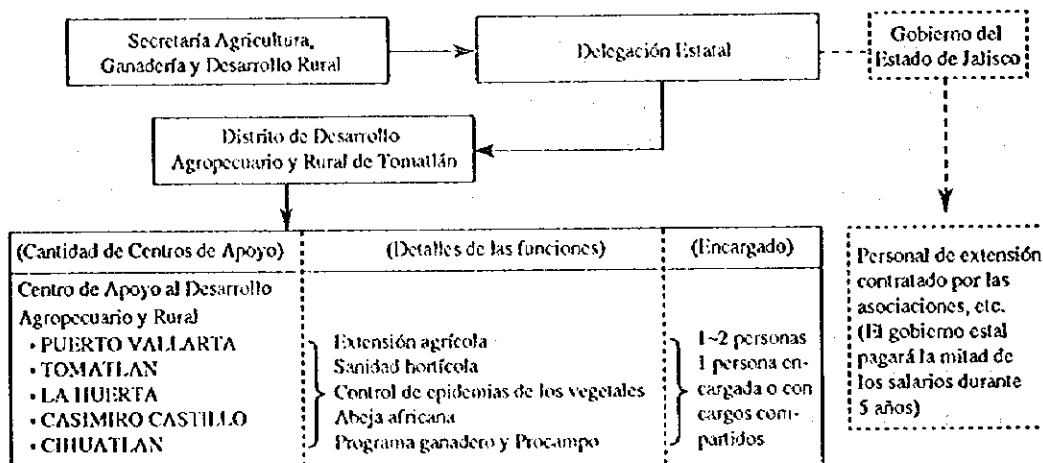 Secretaría Agricultura,
Ganadería y Desarrollo Rural
Delegación Estatal
Gobierno del
Estado de Jalisco
Distrito de Desarrollo
Agropecuario y Rural de Tomatlán
(Cantidad de Centros de Apoyo)
(Detalles de las funciones)
(Encargado)
Centro de Apoyo al Desarrollo
Agropecuario y Rural
• PUERTO VALLARTA
• TOMATLAN
• LA HUERTA
• CASIMIRO CASTILLO
• CIHUATLAN
Extensión agrícola
Sanidad hortícola
Control de epidemias de los vegetales
Abeja africana
Programa ganadero y Procampo
1~2 personas
1 persona en-
cargada o con
cargos com-
partidos
Personal de extensión
contratado por las
asociaciones, etc.
(El gobierno estal
pagará la mitad de
los salarios durante
5 años)